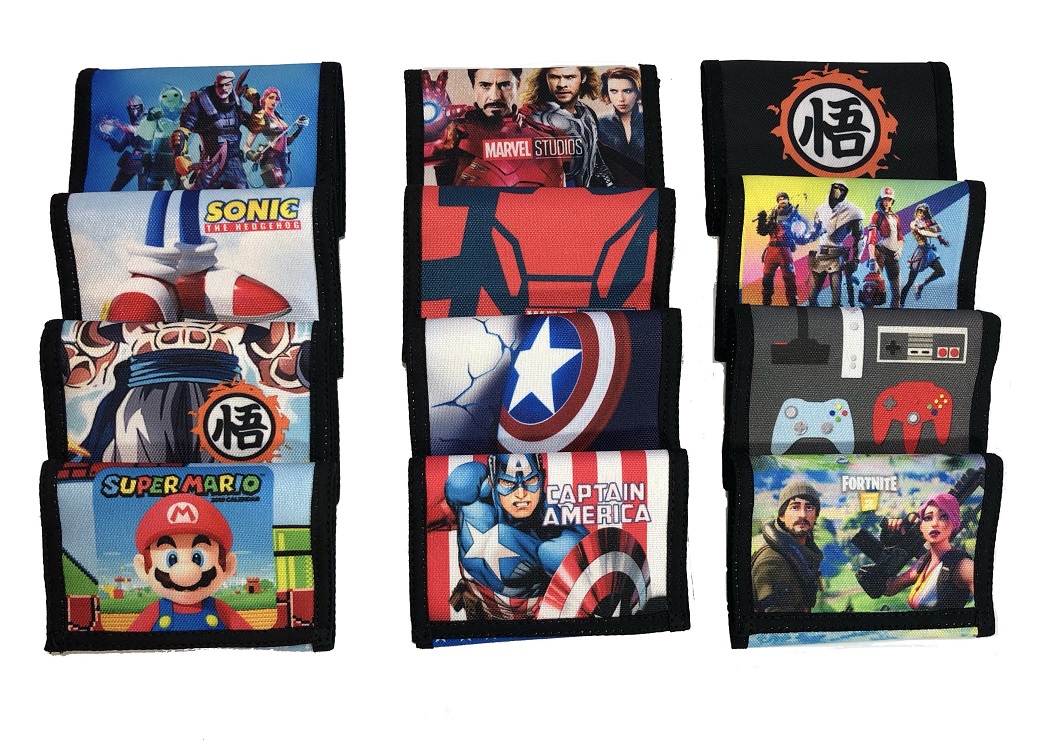 MARVEL STUDIOS
悟
SONIC
THE HEDGEHOG
悟
SUPER MARIO
M
CAPTAIN
AMERICA
FORTNITE